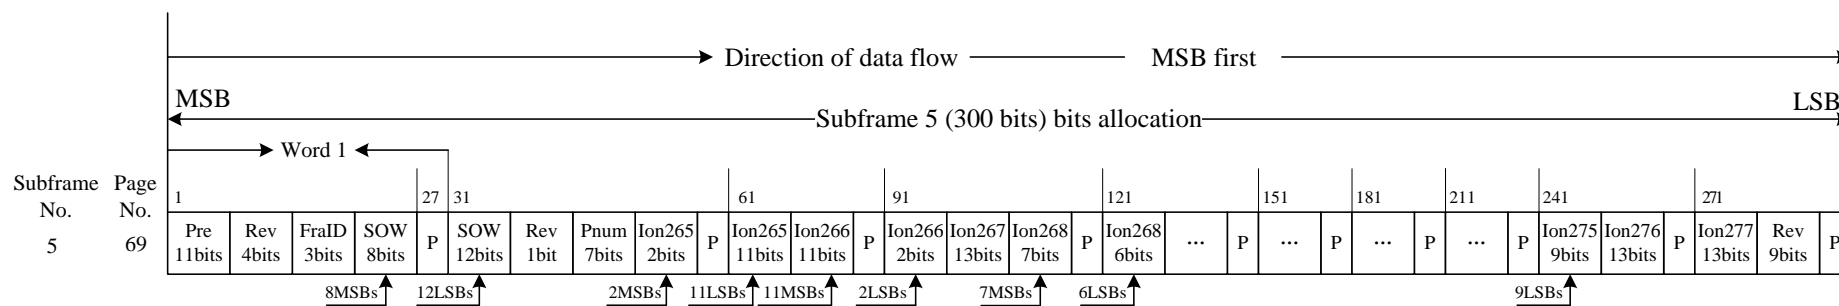 Direction of data flow MSB first
MSB LSB
Subframe 5 (300 bits) bits allocation
Word 1
Subframe No. Page No.
1 27 31 61 91 121 151 181 211 241 271
5 69 Pre 11bits Rev 4bits FraID 3bits SOW 8bits P SOW 12bits Rev 1bit Pnum 7bits Ion265 2bits P Ion265 11bits Ion266 11bits P Ion266 2bits Ion267 13bits Ion268 7bits P Ion268 6bits ... P ... P ... P ... P Ion275 9bits Ion276 13bits P Ion277 13bits Rev 9bits P
8MSBs 12LSBs 2MSBs 11LSBs 11MSBs 2LSBs 7MSBs 6LSBs 9LSBs